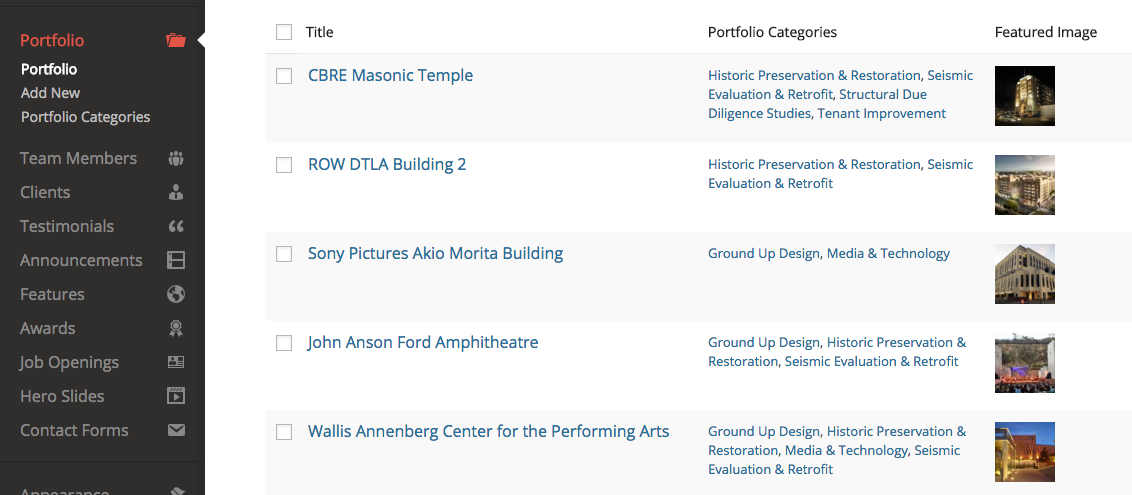 Portfolio
Portfolio
Add New
Portfolio Categories
Team Members
Clients
Testimonials
Announcements
Features
Awards
Job Openings
Hero Slides
Contact Forms
Appearance
Title
Portfolio Categories
Featured Image
CBRE Masonic Temple
Historic Preservation & Restoration, Seismic
Evaluation & Retrofit, Structural Due
Diligence Studies, Tenant Improvement
ROW DTLA Building 2
Historic Preservation & Restoration, Seismic
Evaluation & Retrofit
Sony Pictures Akio Morita Building
Ground Up Design, Media & Technology
John Anson Ford Amphitheatre
Ground Up Design, Historic Preservation &
Restoration, Seismic Evaluation & Retrofit
Wallis Annenberg Center for the Performing Arts
Ground Up Design, Historic Preservation &
Restoration, Media & Technology, Seismic
Evaluation & Retrofit